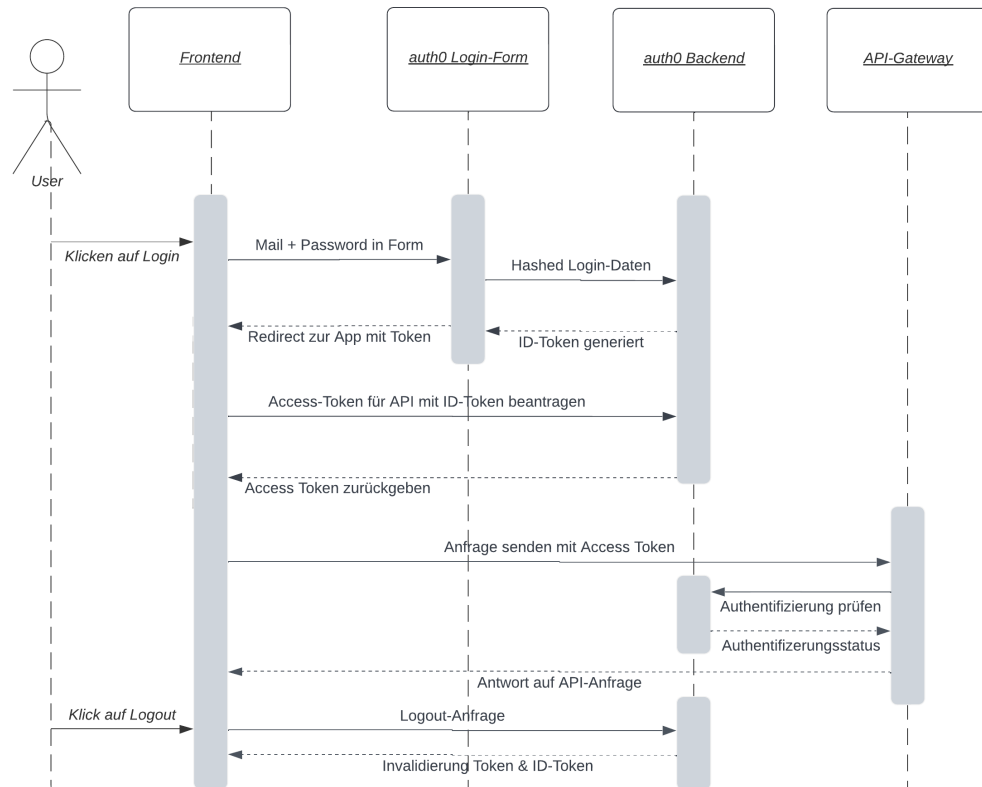 Frontend
auth0 Login-Form
auth0 Backend
API-Gateway
User
Klicken auf Login
Mail + Password in Form
Hashed Login-Daten
Redirect zur App mit Token
ID-Token generiert
Access-Token für API mit ID-Token beantragen
Access Token zurückgeben
Anfrage senden mit Access Token
Authentifizierung prüfen
Authentifizerungsstatus
Antwort auf API-Anfrage
Klick auf Logout
Logout-Anfrage
Invalidierung Token & ID-Token